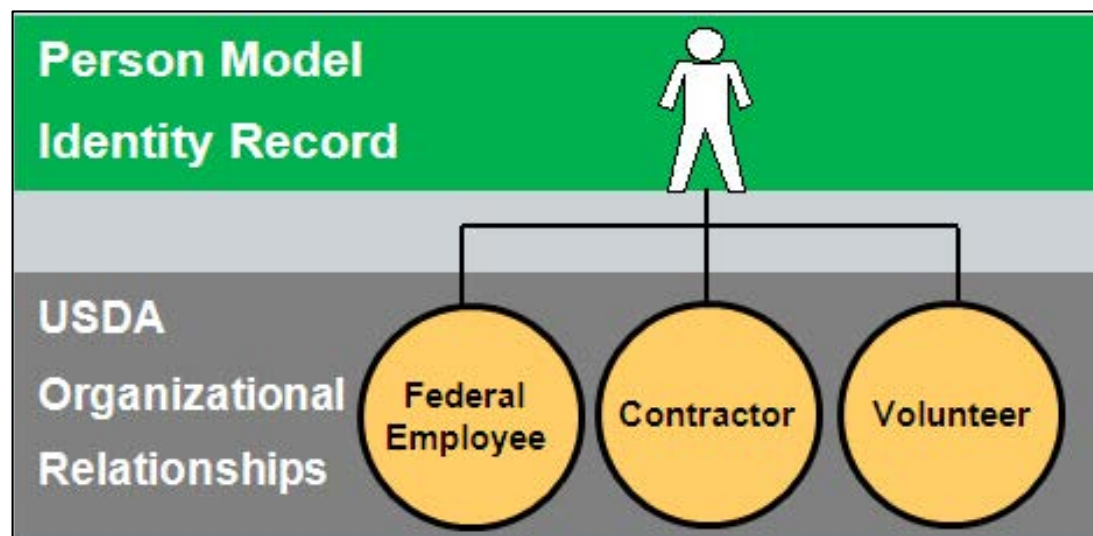 Person Model
Identity Record
USDA
Organizational
Relationships
Federal
Employee
Contractor
Volunteer